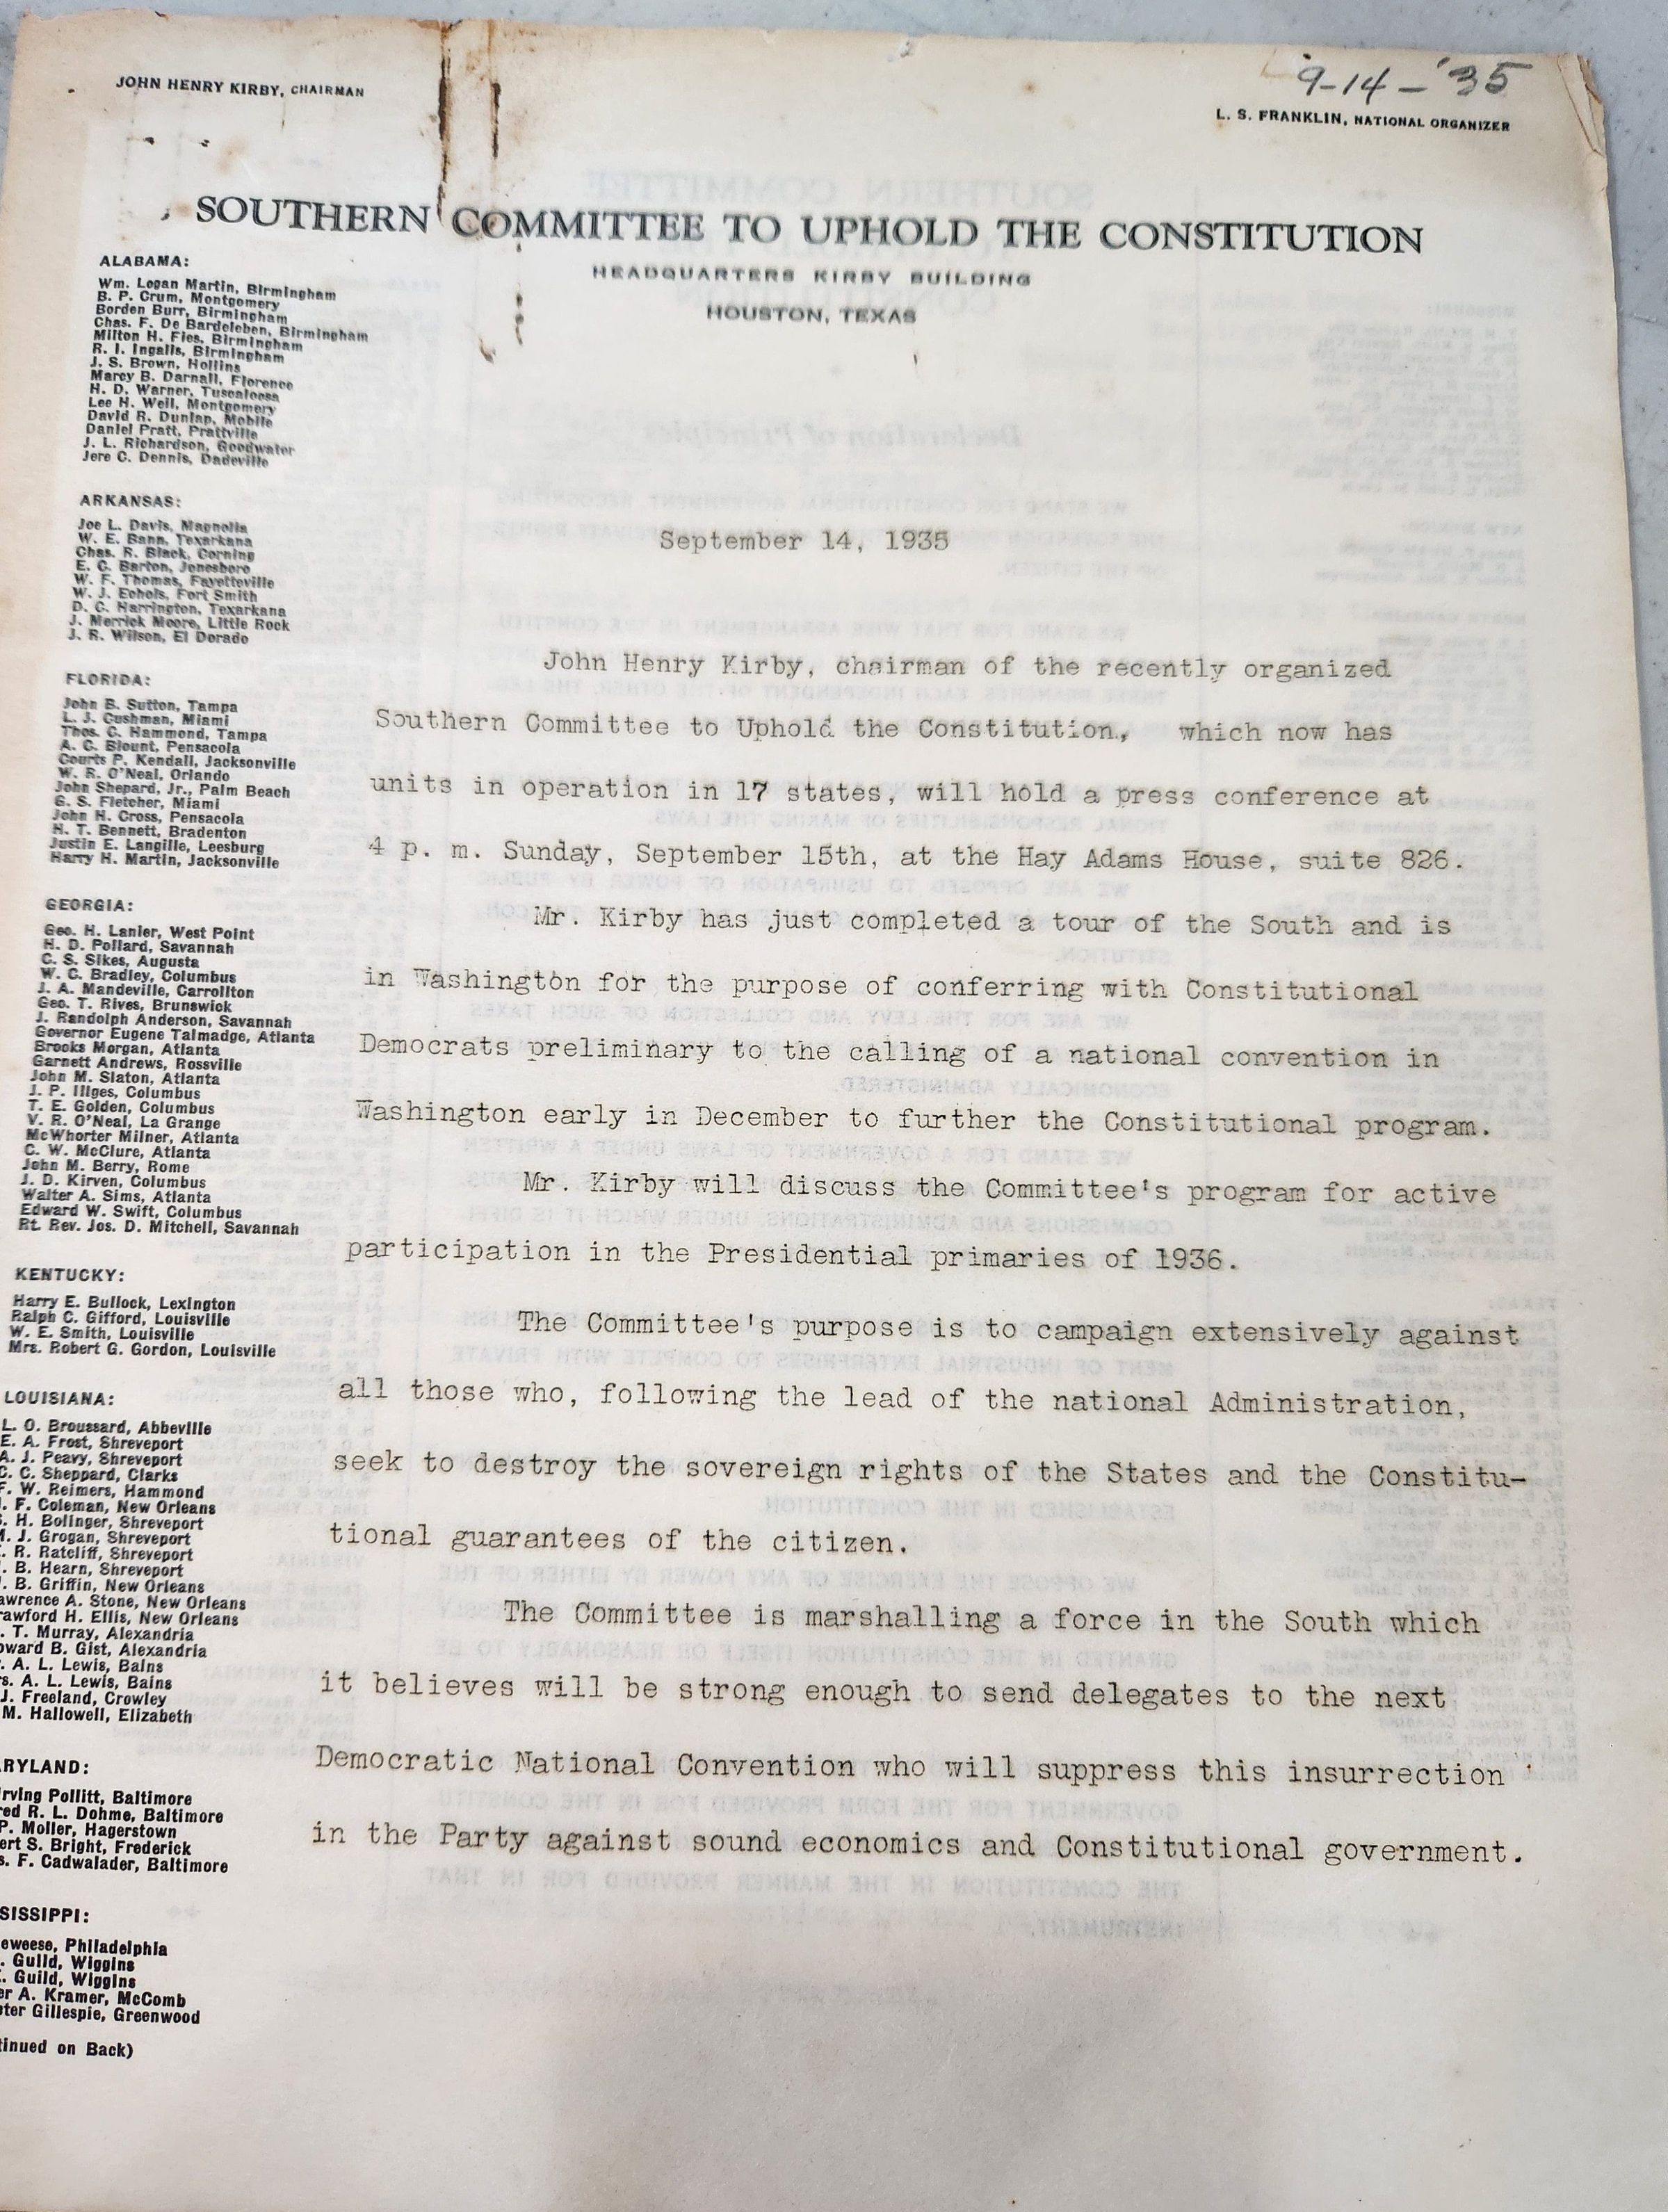 9-14-'35
JOHN HENRY KIRBY, CHAIRMAN
L. S. FRANKLIN, NATIONAL ORGANIZER
SOUTHERN COMMITTEE TO UPHOLD THE CONSTITUTION
HEADQUARTERS KIRBY BUILDING
HOUSTON, TEXAS
ALABAMA:
Wm. Logan Martin, Birmingham
B. P. Crum, Montgomery
Borden Burr, Birmingham
Chas. F. De Bardeleben, Birmingham
Milton H. Fies, Birmingham
R. I. Ingalls, Birmingham
J. S. Brown, Hollins
Marcy B. Darnall, Florence
H. D. Warner, Tuscaloosa
Lee H. Weil, Montgomery
David R. Dunlap, Mobile
Daniel Pratt, Prattville
J. L. Richardson, Goodwater
Jere C. Dennis, Dadeville
ARKANSAS:
Joe L. Davis, Magnolia
W. E. Bann, Texarkana
Chas. R. Black, Corning
E. C. Barton, Jonesboro
W. F. Thomas, Fayetteville
W. J. Echols, Fort Smith
D. C. Harrington, Texarkana
J. Merrick Moore, Little Rock
J. R. Wilson, El Dorado
FLORIDA:
John B. Sutton, Tampa
L. J. Cushman, Miami
Thos. C. Hammond, Tampa
A. C. Blount, Pensacola
Courts P. Kendall, Jacksonville
W. R. O'Neal, Orlando
John Shepard, Jr., Palm Beach
G. S. Fletcher, Miami
John H. Cross, Pensacola
H. T. Bennett, Bradenton
Justin E. Langille, Leesburg
Harry H. Martin, Jacksonville
GEORGIA:
Geo. H. Lanier, West Point
H. D. Pollard, Savannah
C. S. Sikes, Augusta
W. C. Bradley, Columbus
J. A. Mandeville, Carrollton
Geo. T. Rives, Brunswick
J. Randolph Anderson, Savannah
Governor Eugene Talmadge, Atlanta
Brooks Morgan, Atlanta
Garnett Andrews, Rossville
John M. Slaton, Atlanta
J. P. Illges, Columbus
T. E. Golden, Columbus
V. R. O'Neal, La Grange
McWhorter Milner, Atlanta
C. W. McClure, Atlanta
John M. Berry, Rome
J. D. Kirven, Columbus
Walter A. Sims, Atlanta
Edward W. Swift, Columbus
Rt. Rev. Jos. D. Mitchell, Savannah
KENTUCKY:
Harry E. Bullock, Lexington
Ralph C. Gifford, Louisville
W. E. Smith, Louisville
Mrs. Robert G. Gordon, Louisville
LOUISIANA:
L. O. Broussard, Abbeville
E. A. Frost, Shreveport
A. J. Peavy, Shreveport
C. C. Sheppard, Clarks
F. W. Reimers, Hammond
. F. Coleman, New Orleans
. H. Bolinger, Shreveport
. J. Grogan, Shreveport
. R. Ratcliff, Shreveport
. B. Hearn, Shreveport
. B. Griffin, New Orleans
awrence A. Stone, New Orleans
rawford H. Ellis, New Orleans
. T. Murray, Alexandria
oward B. Gist, Alexandria
. A. L. Lewis, Bains
s. A. L. Lewis, Bains
J. Freeland, Crowley
M. Hallowell, Elizabeth
RYLAND:
rving Pollitt, Baltimore
red R. L. Dohme, Baltimore
P. Moller, Hagerstown
ert S. Bright, Frederick
s. F. Cadwalader, Baltimore
SISSIPPI:
eweese, Philadelphia
. Guild, Wiggins
. Guild, Wiggins
er A. Kramer, McComb
ter Gillespie, Greenwood
tinued on Back)
September 14, 1935
John Henry Kirby, chairman of the recently organized
Southern Committee to Uphold the Constitution, which now has
units in operation in 17 states, will hold a press conference at
4 p. m. Sunday, September 15th, at the Hay Adams House, suite 826.
Mr. Kirby has just completed a tour of the South and is
in Washington for the purpose of conferring with Constitutional
Democrats preliminary to the calling of a national convention in
Washington early in December to further the Constitutional program.
Mr. Kirby will discuss the Committee's program for active
participation in the Presidential primaries of 1936.
The Committee's purpose is to campaign extensively against
all those who, following the lead of the national Administration,
seek to destroy the sovereign rights of the States and the Constitu-
tional guarantees of the citizen.
The Committee is marshalling a force in the South which
it believes will be strong enough to send delegates to the next
Democratic National Convention who will suppress this insurrection
in the Party against sound economics and Constitutional government.